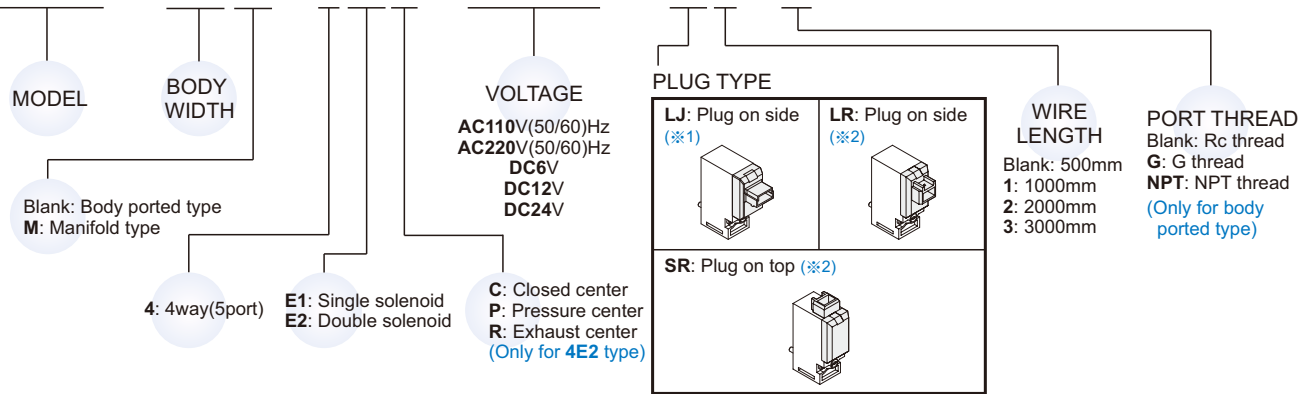 MODEL
BODY
WIDTH
Blank: Body ported type
M: Manifold type
4: 4way(5port)
E1: Single solenoid
E2: Double solenoid
C: Closed center
P: Pressure center
R: Exhaust center
(Only for 4E2 type)
VOLTAGE
AC110V(50/60)Hz
AC220V(50/60)Hz
DC6V
DC12V
DC24V
PLUG TYPE
LJ: Plug on side
(※1)
LR: Plug on side
(※2)
SR: Plug on top (※2)
WIRE
LENGTH
Blank: 500mm
1: 1000mm
2: 2000mm
3: 3000mm
PORT THREAD
Blank: Rc thread
G: G thread
NPT: NPT thread
(Only for body
ported type)